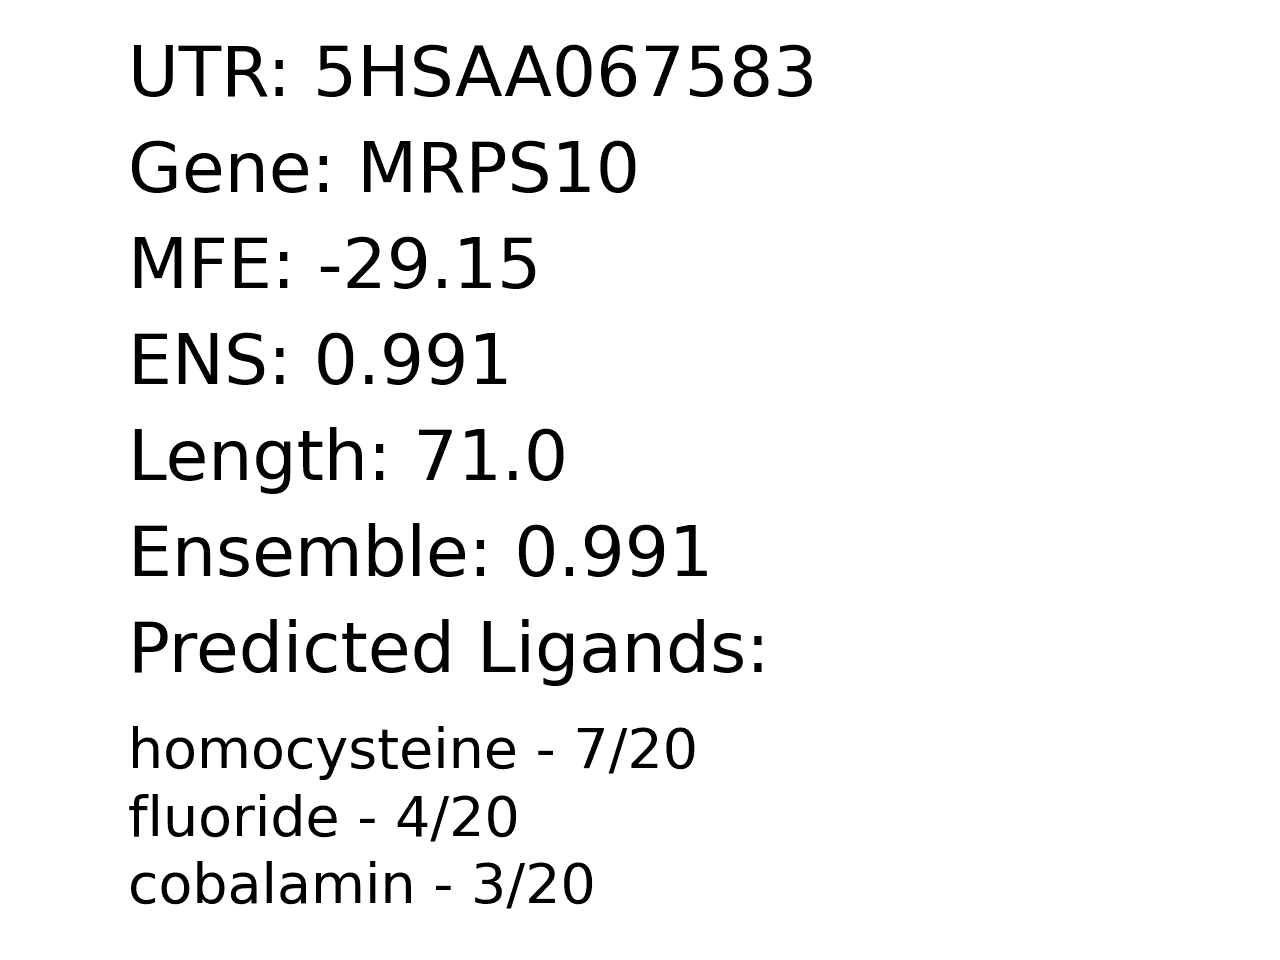 UTR: 5HSAA067583
Gene: MRPS10
MFE: -29.15
ENS: 0.991
Length: 71.0
Ensemble: 0.991
Predicted Ligands:
homocysteine - 7/20
fluoride - 4/20
cobalamin - 3/20